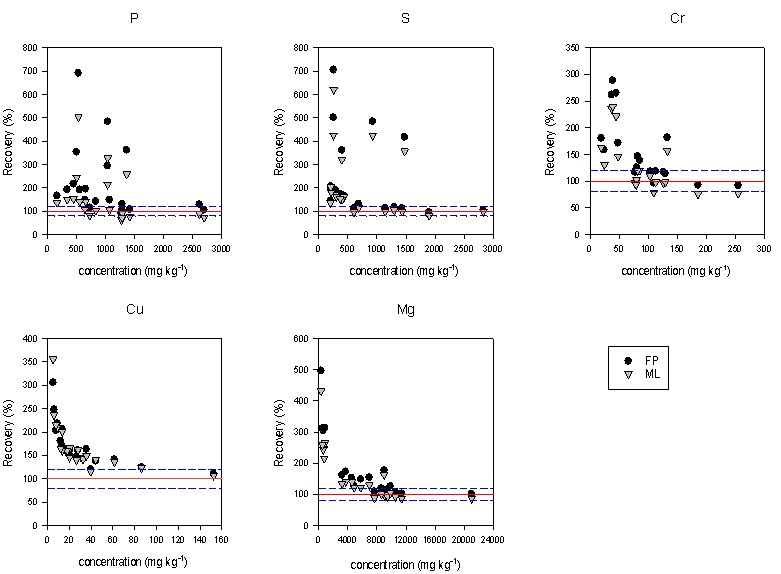 P
S
Cr
800
700
600
500
400
300
200
100
0
Recovery (%)
0 500 1000 1500 2000 2500 3000
concentration (mg kg⁻¹)
800
700
600
500
400
300
200
100
0
Recovery (%)
0 500 1000 1500 2000 2500 3000
concentration (mg kg⁻¹)
350
300
250
200
150
100
50
0
Recovery (%)
0 50 100 150 200 250 300
concentration (mg kg⁻¹)
Cu
Mg
400
350
300
250
200
150
100
50
0
Recovery (%)
0 20 40 60 80 100 120 140 160
concentration (mg kg⁻¹)
600
500
400
300
200
100
0
Recovery (%)
0 4000 8000 12000 16000 20000 24000
concentration (mg kg⁻¹)
FP
ML